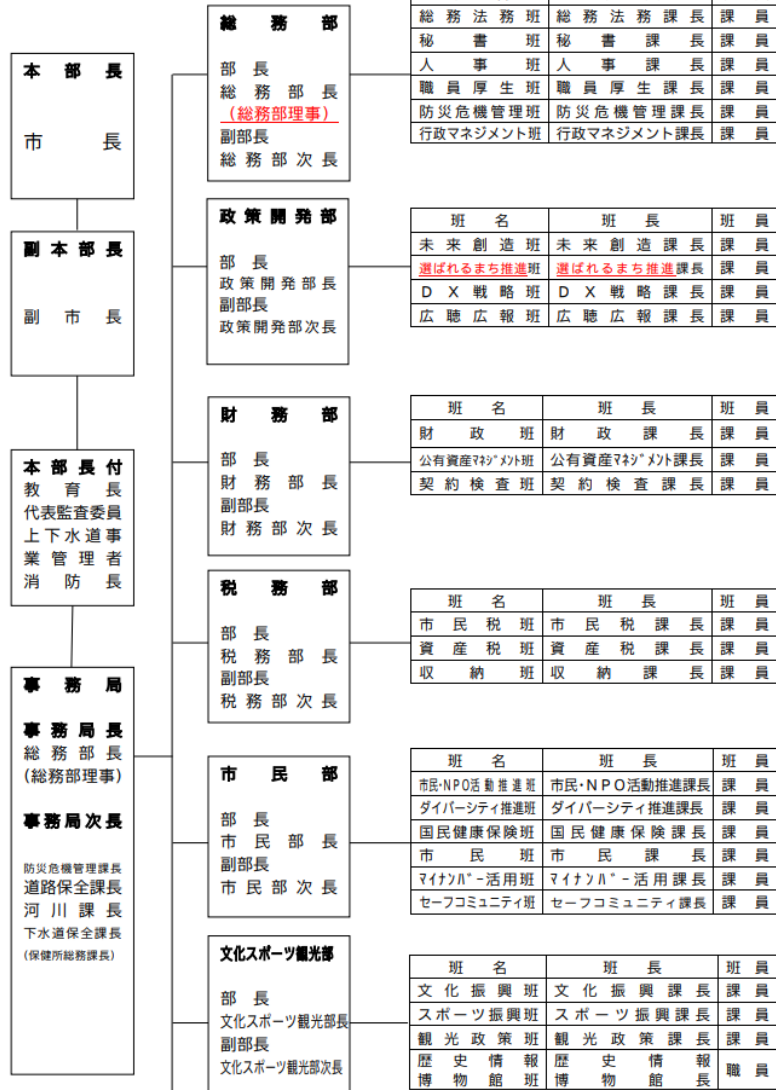 本部長
市長
副本部長
副市長
本部長付
教育長
代表監査委員
上下水道事
業管理者
消防長
事務局
事務局長
総務部長
(総務部理事)
事務局次長
防災危機管理課長
道路保全課長
河川課長
下水道保全課長
(保健所総務課長)
総務部
部長
総務部長
(総務部理事)
副部長
総務部次長
総務法務班 総務法務課長 課員
秘書班 秘書課長 課員
人事班 人事課長 課員
職員厚生班 職員厚生課長 課員
防災危機管理班 防災危機管理課長 課員
行政マネジメント班 行政マネジメント課長 課員
政策開発部
部長
政策開発部長
副部長
政策開発部次長
班名 班長 班員
未来創造班 未来創造課長 課員
選ばれるまち推進班 選ばれるまち推進課長 課員
DX戦略班 DX戦略課長 課員
広聴広報班 広聴広報課長 課員
財務部
部長
財務部長
副部長
財務部次長
班名 班長 班員
財政班 財政課長 課員
公有資産マネジメント班 公有資産マネジメント課長 課員
契約検査班 契約検査課長 課員
税務部
部長
税務部長
副部長
税務部次長
班名 班長 班員
市民税班 市民税課長 課員
資産税班 資産税課長 課員
収納班 収納課長 課員
市民部
部長
市民部長
副部長
市民部次長
班名 班長 班員
市民・NPO活動推進班 市民・NPO活動推進課長 課員
ダイバーシティ推進班 ダイバーシティ推進課長 課員
国民健康保険班 国民健康保険課長 課員
市民班 市民課長 課員
マイナンバー活用班 マイナンバー活用課長 課員
セーフコミュニティ班 セーフコミュニティ課長 課員
文化スポーツ観光部
部長
文化スポーツ観光部長
副部長
文化スポーツ観光部次長
班名 班長 班員
文化振興班 文化振興課長 課員
スポーツ振興班 スポーツ振興課長 課員
観光政策班 観光政策課長 課員
歴史情報 歴史情報 職員
博物館班 博物館長